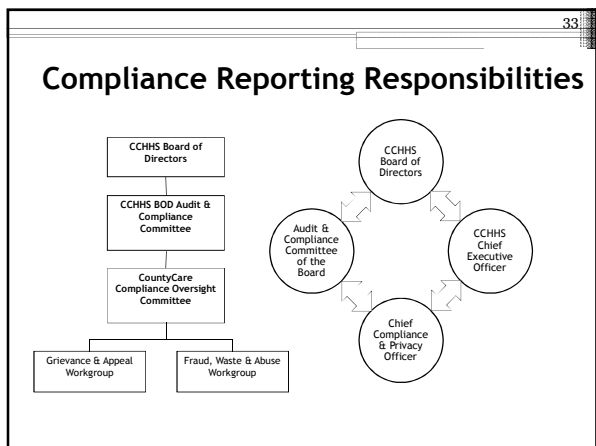 33
Compliance Reporting Responsibilities
CCHHS Board of
Directors
CCHHS BOD Audit &
Compliance
Committee
CountyCare
Compliance Oversight
Committee
Grievance & Appeal
Workgroup
Fraud, Waste & Abuse
Workgroup
CCHHS
Board of
Directors
Audit &
Compliance
Committee
of the
Board
CCHHS
Chief
Executive
Officer
Chief
Compliance
& Privacy
Officer